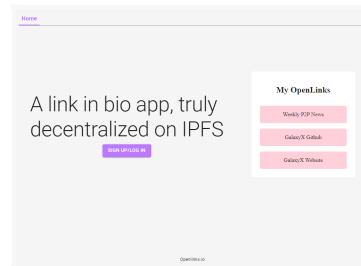 Home
A link in bio app, truly
decentralized on IPFS
SIGN UP/LOG IN
My OpenLinks
Weekly P2P News
GalaxyX Github
GalaxyX Website
Openlinks.io